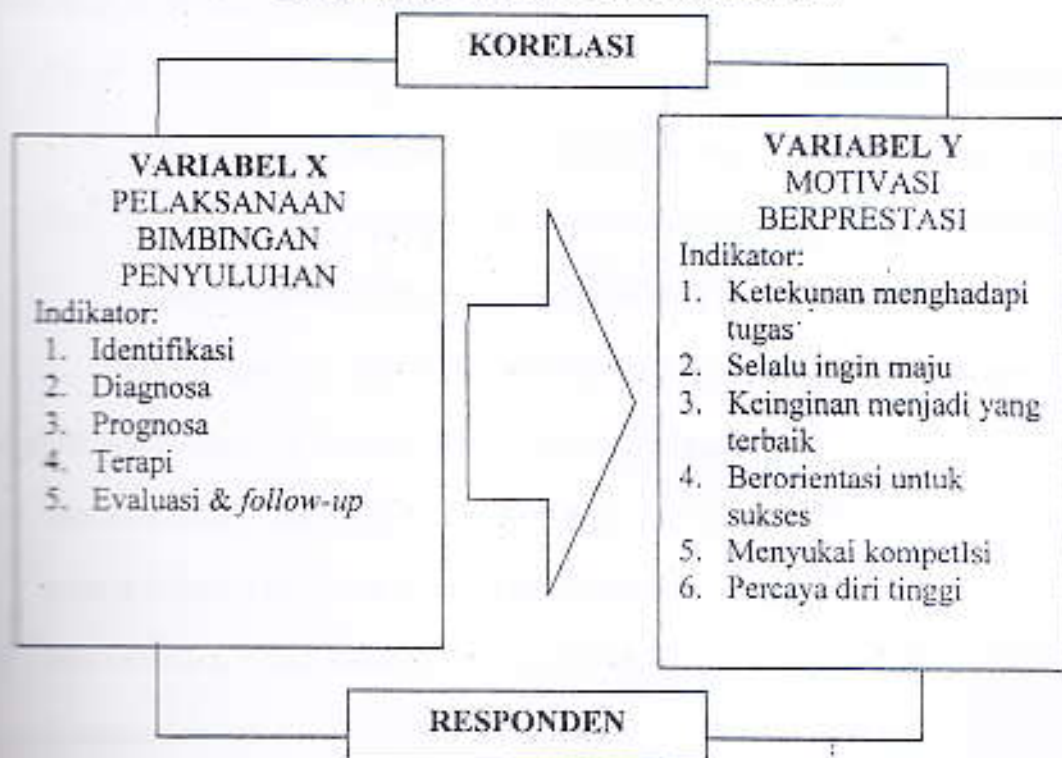 KORELASI
VARIABEL X
PELAKSANAAN
BIMBINGAN
PENYULUHAN
Indikator:
1. Identifikasi
2. Diagnosa
3. Prognosa
4. Terapi
5. Evaluasi & follow-up
VARIABEL Y
MOTIVASI
BERPRESTASI
Indikator:
1. Ketekunan menghadapi
tugas
2. Selalu ingin maju
3. Keinginan menjadi yang
terbaik
4. Berorientasi untuk
sukses
5. Menyukai kompetisi
6. Percaya diri tinggi
RESPONDEN